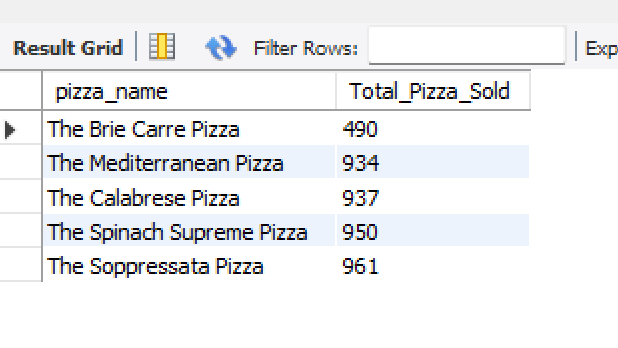 Result Grid Filter Rows: Exp
pizza_name Total_Pizza_Sold
The Brie Carre Pizza 490
The Mediterranean Pizza 934
The Calabrese Pizza 937
The Spinach Supreme Pizza 950
The Soppressata Pizza 961